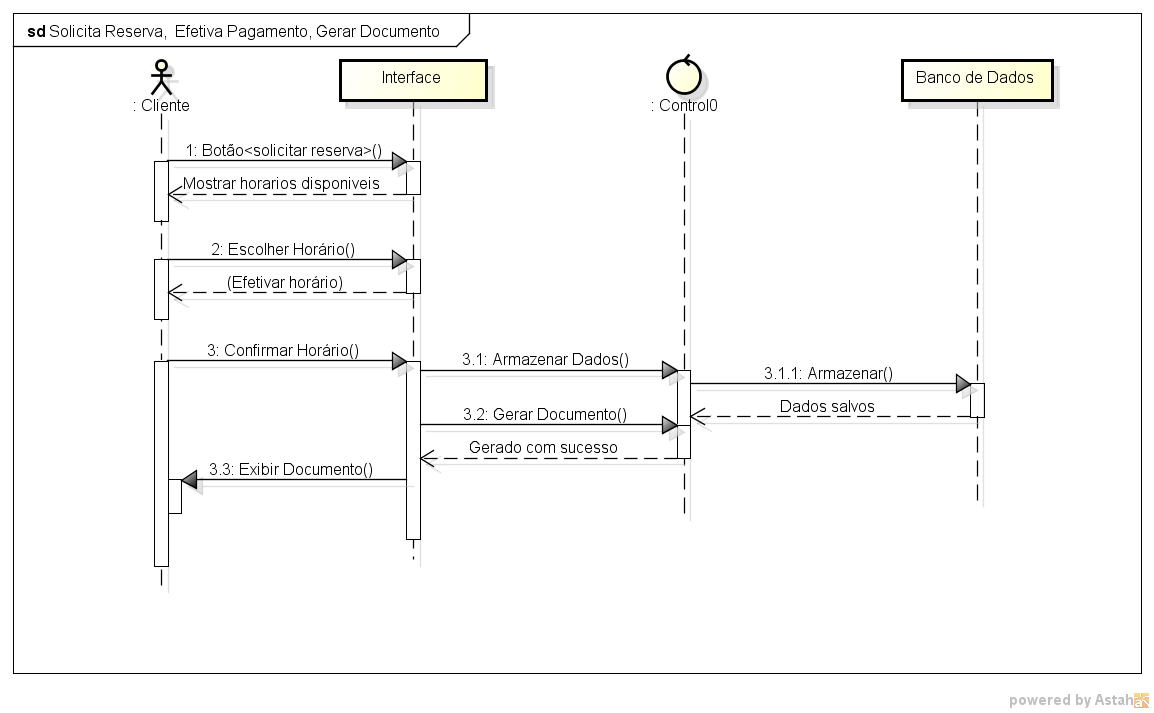 sd Solicita Reserva,  Efetiva Pagamento, Gerar Documento
: Cliente
Interface
: Control0
Banco de Dados
1: Botão<solicitar reserva>()
Mostrar horarios disponiveis
2: Escolher Horário()
(Efetivar horário)
3: Confirmar Horário()
3.1: Armazenar Dados()
3.1.1: Armazenar()
Dados salvos
3.2: Gerar Documento()
Gerado com sucesso
3.3: Exibir Documento()
powered by Astah